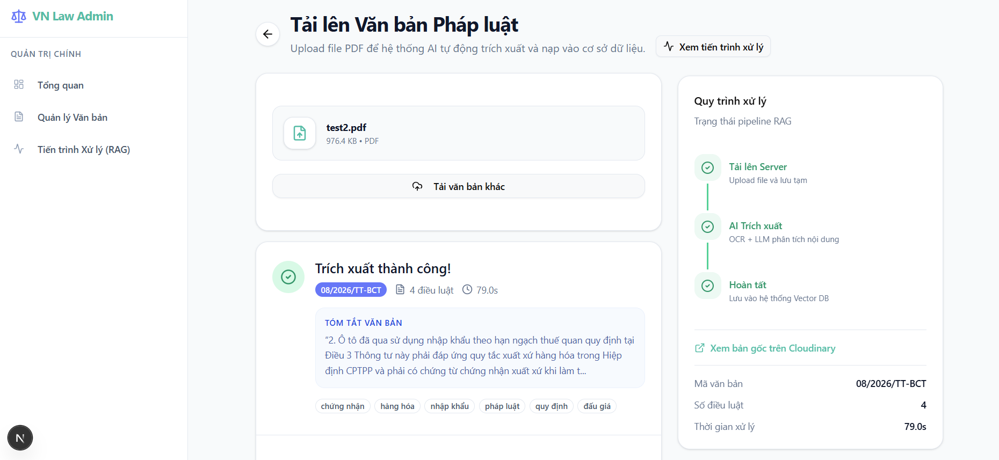 VN Law Admin
QUẢN TRỊ CHÍNH
Tổng quan
Quản lý Văn bản
Tiến trình Xử lý (RAG)
Tải lên Văn bản Pháp luật
Upload file PDF để hệ thống AI tự động trích xuất và nạp vào cơ sở dữ liệu.
Xem tiến trình xử lý
test2.pdf
976.4 KB • PDF
Tải văn bản khác
Trích xuất thành công!
08/2026/TT-BCT
4 điều luật
79.0s
TÓM TẮT VĂN BẢN
“2. Ô tô đã qua sử dụng nhập khẩu theo hạn ngạch thuế quan quy định tại
Điều 3 Thông tư này phải đáp ứng quy tắc xuất xứ hàng hóa trong Hiệp
định CPTPP và phải có chứng từ chứng nhận xuất xứ khi làm t...
chứng nhận
hàng hóa
nhập khẩu
pháp luật
quy định
đấu giá
Quy trình xử lý
Trạng thái pipeline RAG
Tải lên Server
Upload file và lưu tạm
AI Trích xuất
OCR + LLM phân tích nội dung
Hoàn tất
Lưu vào hệ thống Vector DB
Xem bản gốc trên Cloudinary
Mã văn bản
08/2026/TT-BCT
Số điều luật
4
Thời gian xử lý
79.0s
N